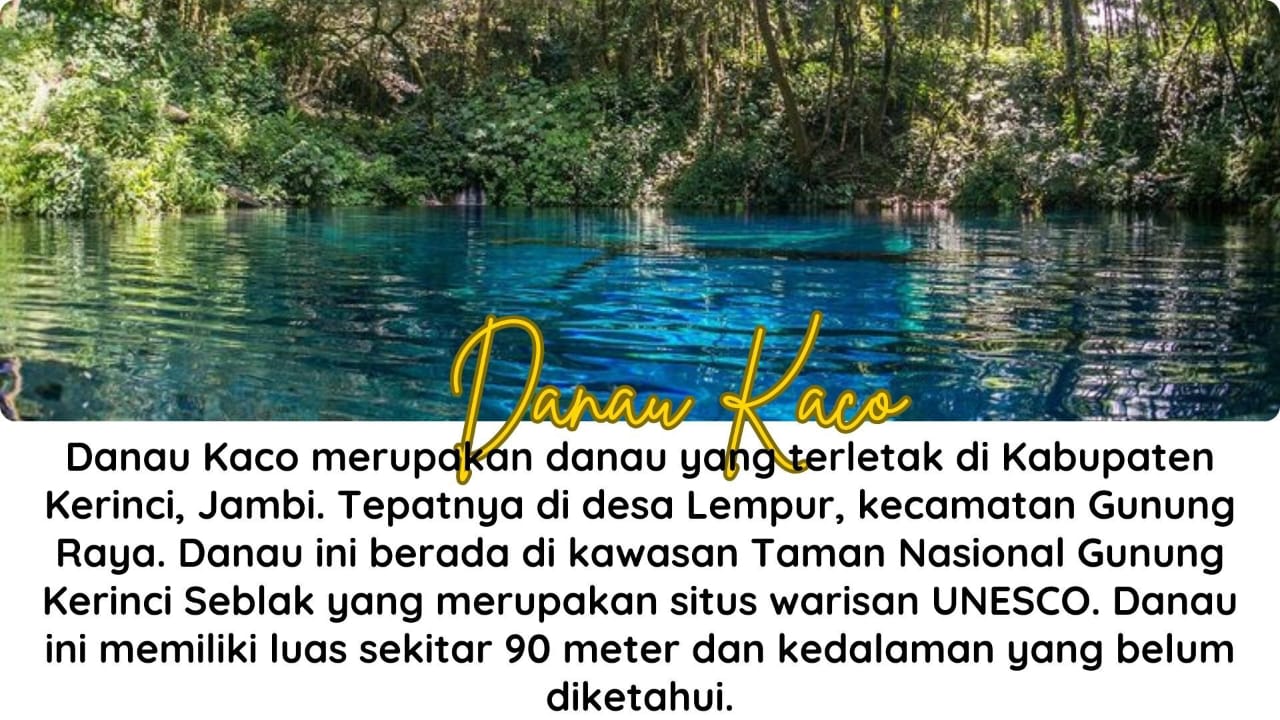 Danau Kaco
Danau Kaco merupakan danau yang terletak di Kabupaten
Kerinci, Jambi. Tepatnya di desa Lempur, kecamatan Gunung
Raya. Danau ini berada di kawasan Taman Nasional Gunung
Kerinci Seblak yang merupakan situs warisan UNESCO. Danau
ini memiliki luas sekitar 90 meter dan kedalaman yang belum
diketahui.